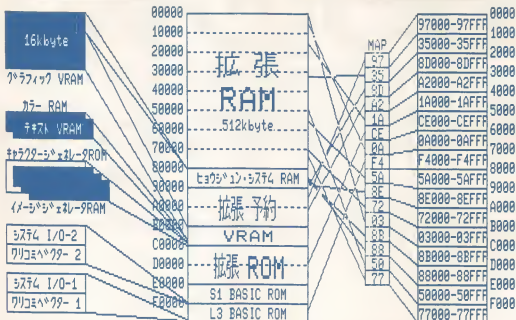 16kbyte
グラフィック VRAM
カラー RAM
テキスト VRAM
キャラクタージェネレータROM
イメージジェネレータRAM
システム I/O-2
ワリコミベクター 2
システム I/O-1
ワリコミベクター 1
00000
10000
20000
30000
40000
50000
60000
70000
80000
90000
A0000
B0000
C0000
D0000
E0000
F0000
拡張
RAM
512kbyte
ヒョウジュン・システム RAM
拡張予約
VRAM
拡張 ROM
S1 BASIC ROM
L3 BASIC ROM
MAP
97
35
8D
A2
1A
CE
0A
F4
5A
8E
72
03
8B
88
50
77
97000-97FFF
35000-35FFF
8D000-8DFFF
A2000-A2FFF
1A000-1AFFF
CE000-CEFFF
0A000-0AFFF
F4000-F4FFF
5A000-5AFFF
8E000-8EFFF
72000-72FFF
03000-03FFF
8B000-8BFFF
88000-88FFF
50000-50FFF
77000-77FFF
0000
1000
2000
3000
4000
5000
6000
7000
8000
9000
A000
B000
C000
D000
E000
F000